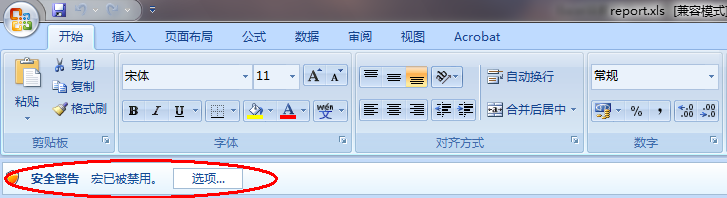 report.xls [兼容模式]
开始 插入 页面布局 公式 数据 审阅 视图 Acrobat
粘贴 剪切 复制 格式刷
宋体 11 A A
B I U A wén 文
自动换行
合并后居中
常规
% , .00 .0
剪贴板 字体 对齐方式 数字
安全警告 宏已被禁用。 选项...